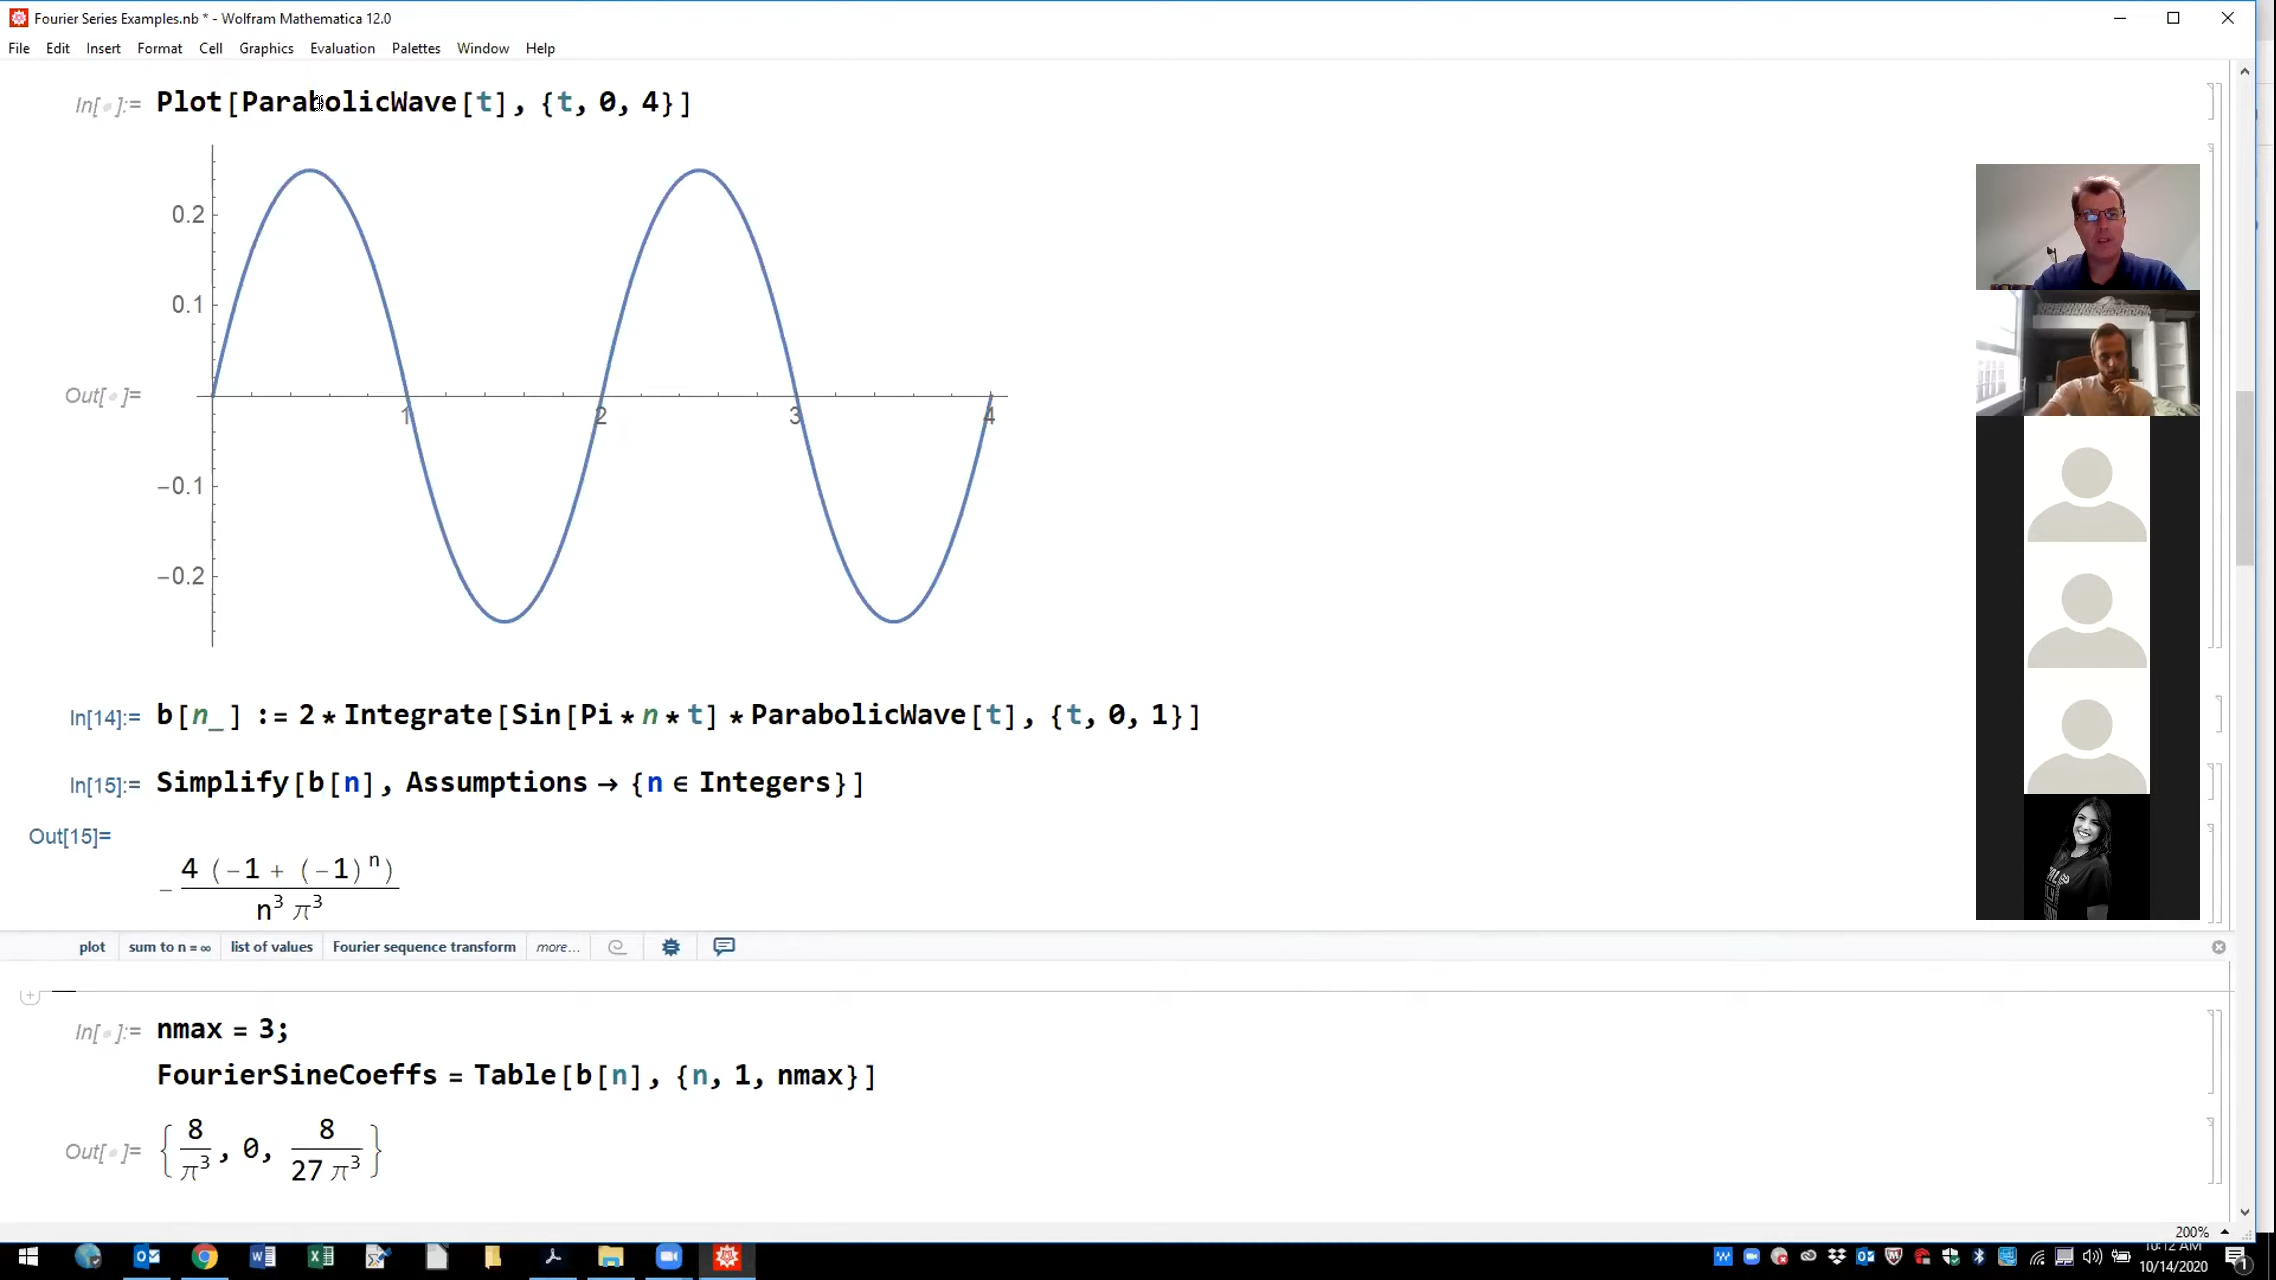 Fourier Series Examples.nb * - Wolfram Mathematica 12.0
File Edit Insert Format Cell Graphics Evaluation Palettes Window Help
In[ ]:= Plot[ParabolicWave[t], {t, 0, 4}]
0.2
0.1
Out[ ]=
1 2 3 4
−0.1
−0.2
In[14]:= b[n_] := 2 * Integrate[Sin[Pi * n * t] * ParabolicWave[t], {t, 0, 1}]
In[15]:= Simplify[b[n], Assumptions → {n ∈ Integers}]
Out[15]=
− 4 (−1 + (−1)^n)
n^3 π^3
plot sum to n = ∞ list of values Fourier sequence transform more...
In[ ]:= nmax = 3;
FourierSineCoeffs = Table[b[n], {n, 1, nmax}]
Out[ ]= {8/π^3, 0, 8/(27 π^3)}
200%
10:12 AM
10/14/2020